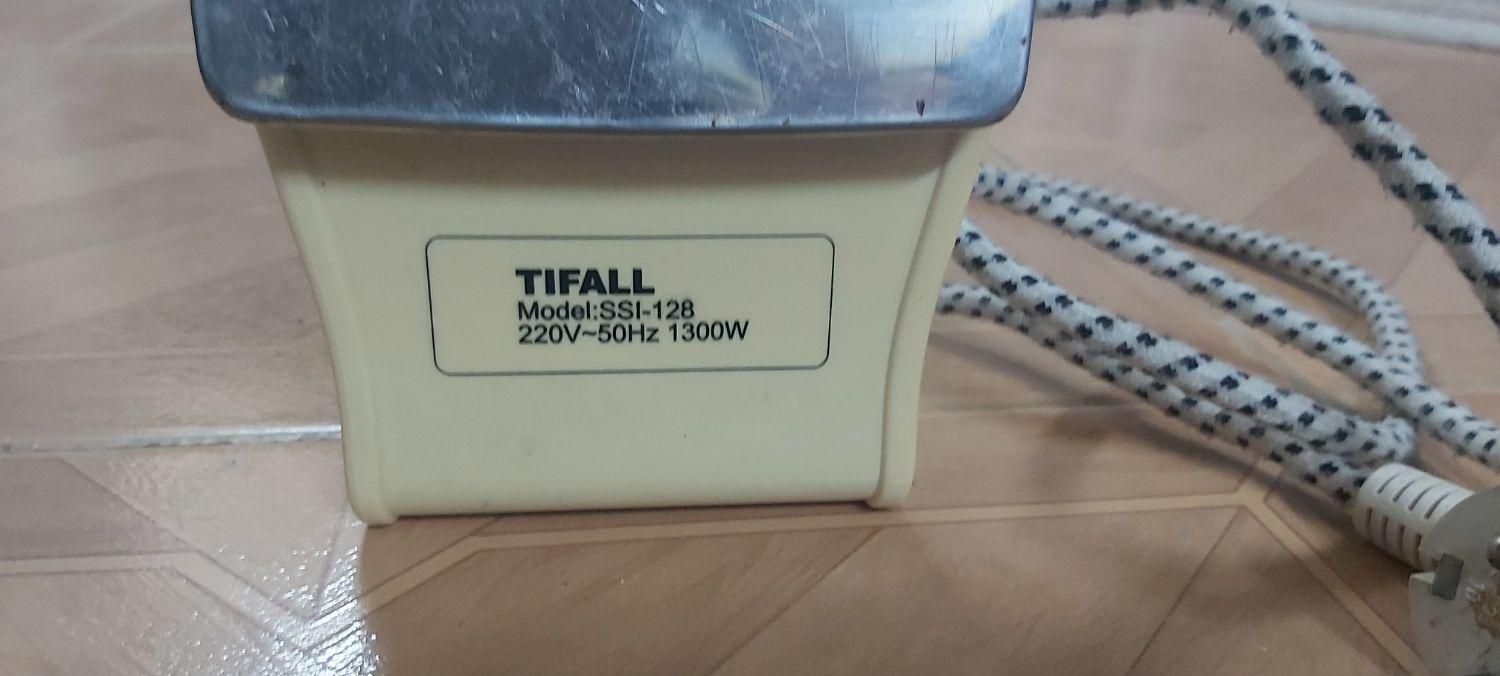 TIFALL
Model:SSI-128
220V~50Hz 1300W